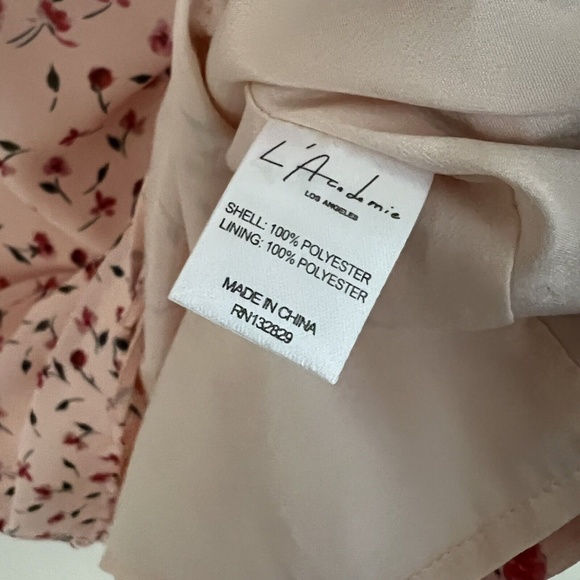 L'Academie
LOS ANGELES
SHELL: 100% POLYESTER
LINING: 100% POLYESTER
MADE IN CHINA
RN132829